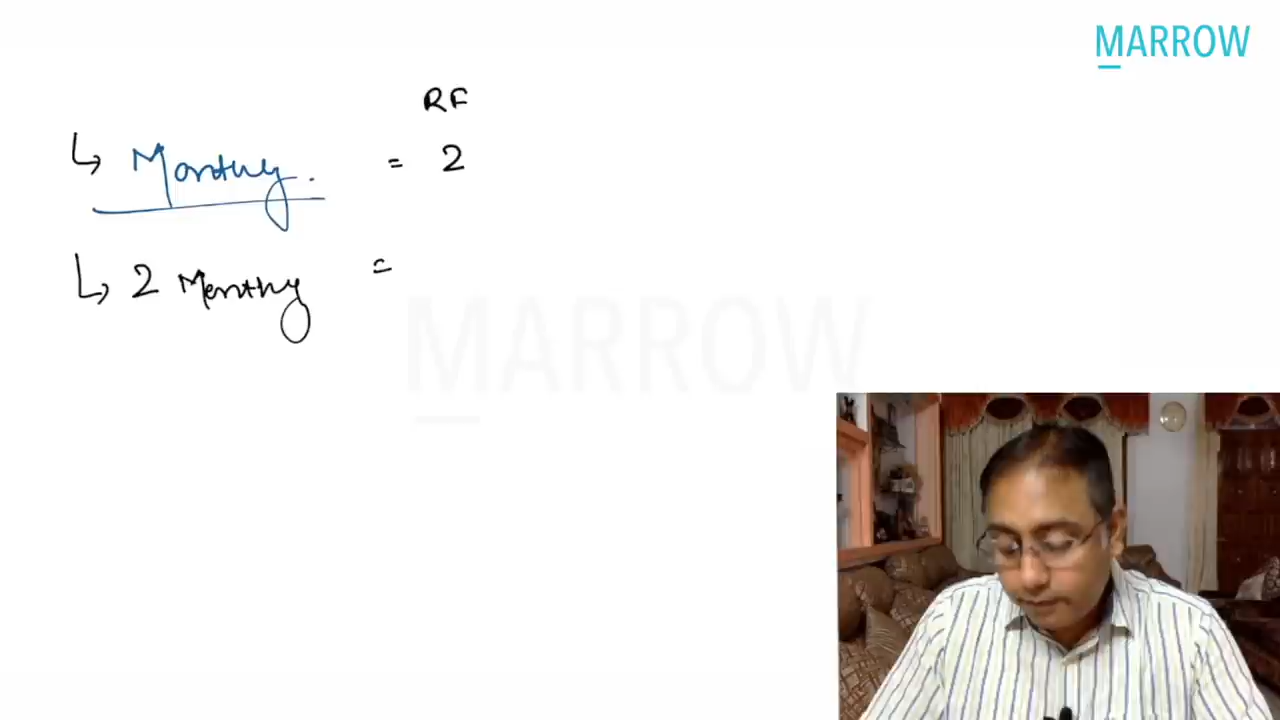 MARROW
RF
↳ Monthly. = 2
↳ 2 Monthly =
MARROW